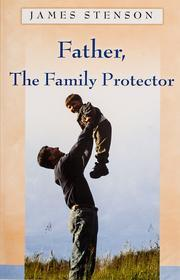 JAMES STENSON
Father,
The Family Protector